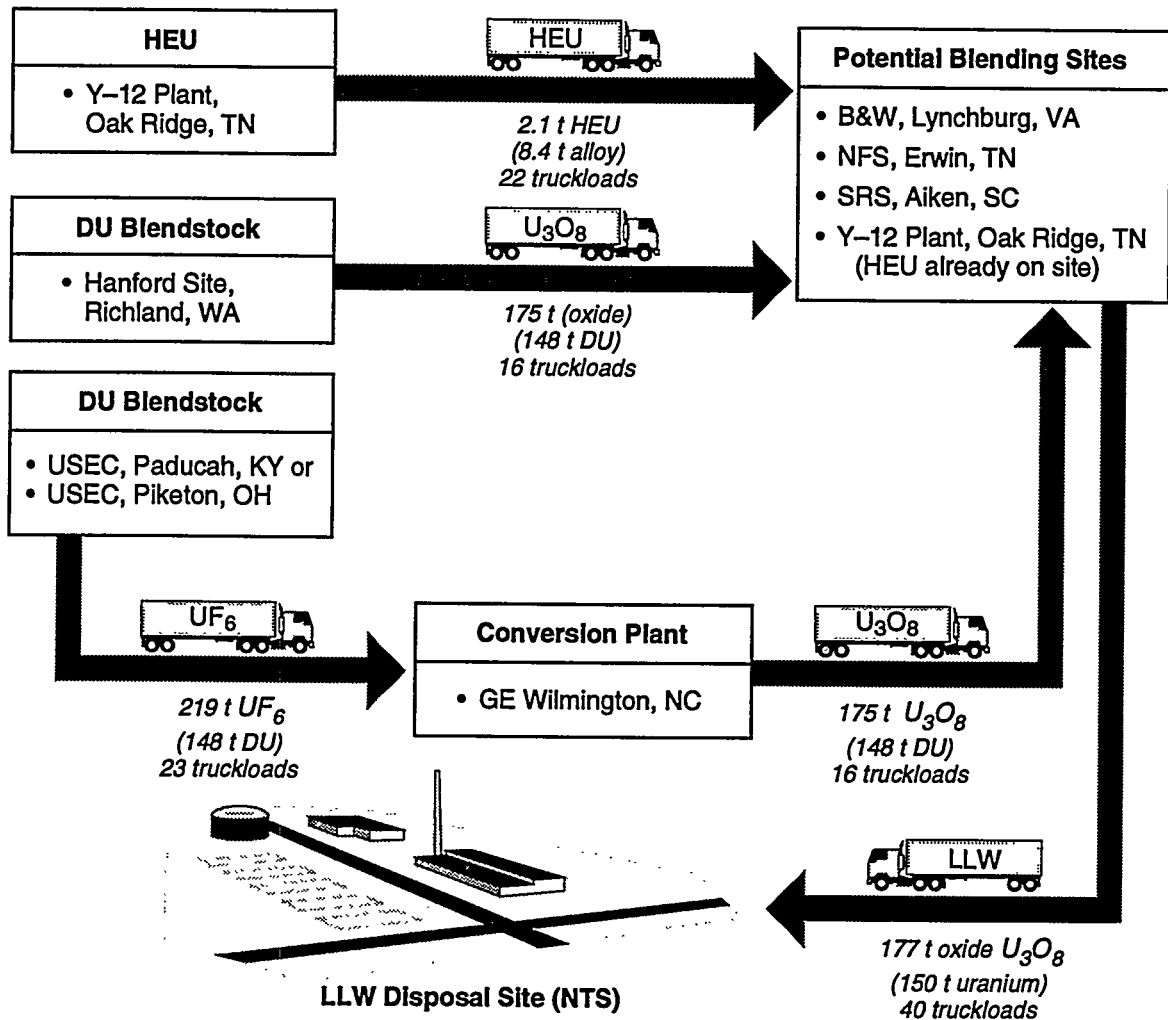 HEU
• Y–12 Plant,
Oak Ridge, TN
HEU
2.1 t HEU
(8.4 t alloy)
22 truckloads
Potential Blending Sites
• B&W, Lynchburg, VA
• NFS, Erwin, TN
• SRS, Aiken, SC
• Y–12 Plant, Oak Ridge, TN
(HEU already on site)
DU Blendstock
• Hanford Site,
Richland, WA
U₃O₈
175 t (oxide)
(148 t DU)
16 truckloads
DU Blendstock
• USEC, Paducah, KY or
• USEC, Piketon, OH
UF₆
219 t UF₆
(148 t DU)
23 truckloads
Conversion Plant
• GE Wilmington, NC
U₃O₈
175 t U₃O₈
(148 t DU)
16 truckloads
LLW
177 t oxide U₃O₈
(150 t uranium)
40 truckloads
LLW Disposal Site (NTS)